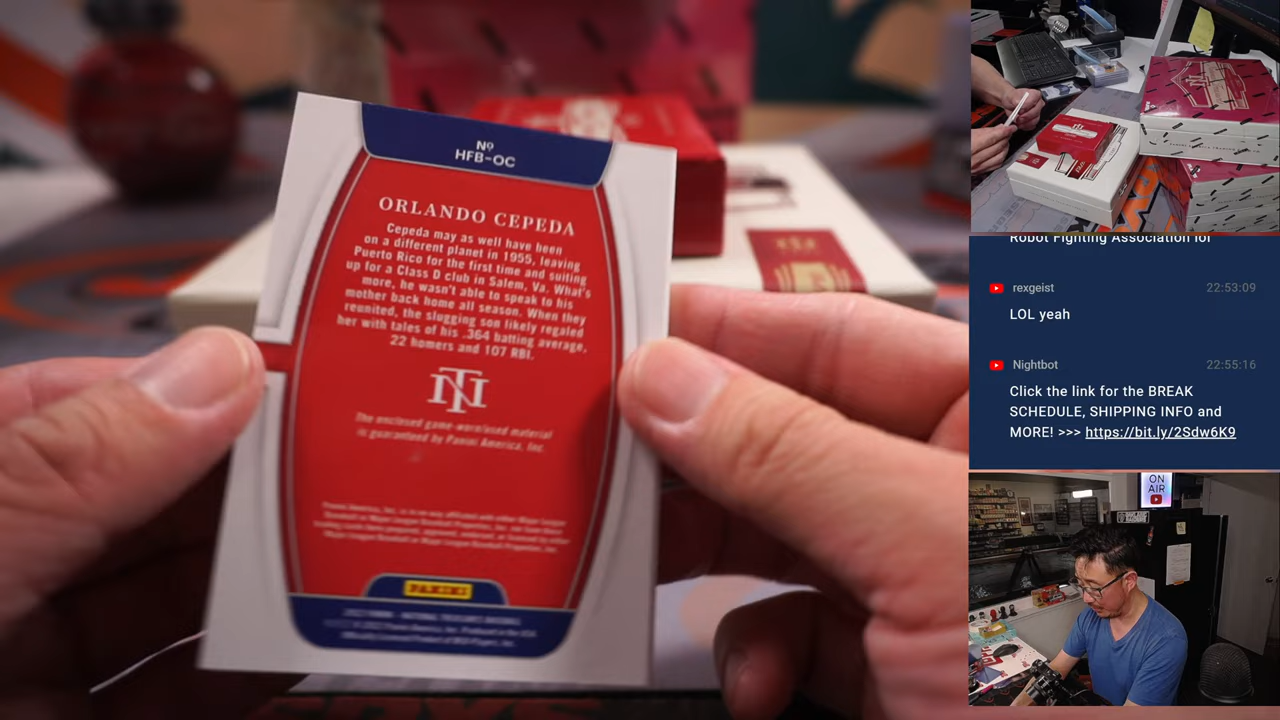 Nº
HFB-OC
ORLANDO CEPEDA
Cepeda may as well have been
on a different planet in 1955, leaving
Puerto Rico for the first time and suiting
up for a Class D club in Salem, Va. What's
more, he wasn't able to speak to his
mother back home all season. When they
reunited, the slugging son likely regaled
her with tales of his .364 batting average,
22 homers and 107 RBI.
The enclosed game-worn/used material
is guaranteed by Panini America, Inc.
PANINI
Robot Fighting Association for
rexgeist 22:53:09
LOL yeah
Nightbot 22:55:16
Click the link for the BREAK
SCHEDULE, SHIPPING INFO and
MORE! >>> https://bit.ly/2Sdw6K9
ON
AIR